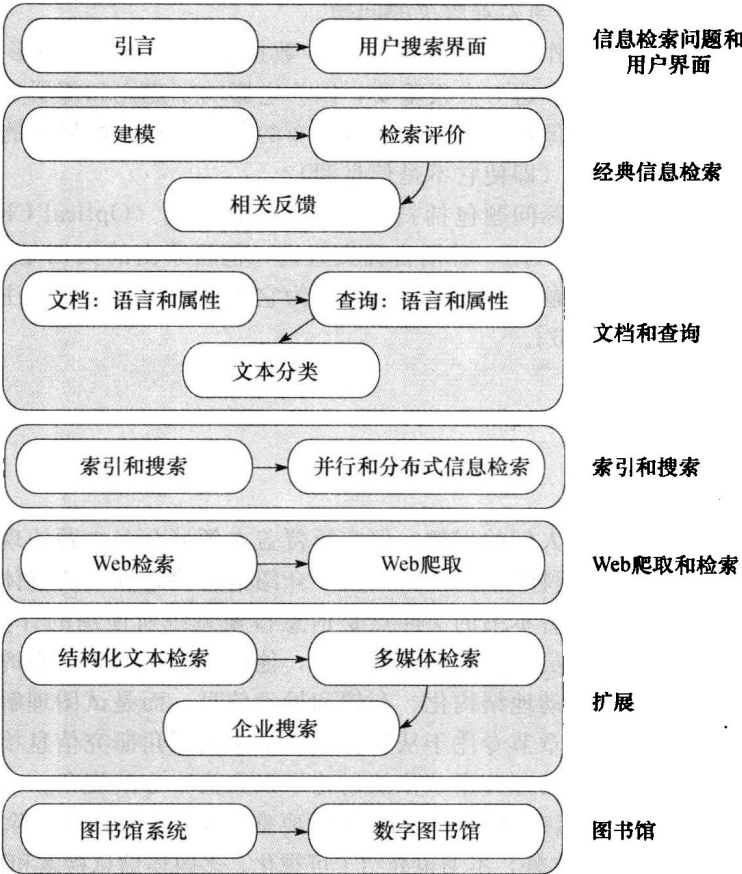 引言
用户搜索界面
信息检索问题和
用户界面
建模
检索评价
相关反馈
经典信息检索
文档：语言和属性
查询：语言和属性
文本分类
文档和查询
索引和搜索
并行和分布式信息检索
索引和搜索
Web检索
Web爬取
Web爬取和检索
结构化文本检索
多媒体检索
企业搜索
扩展
图书馆系统
数字图书馆
图书馆